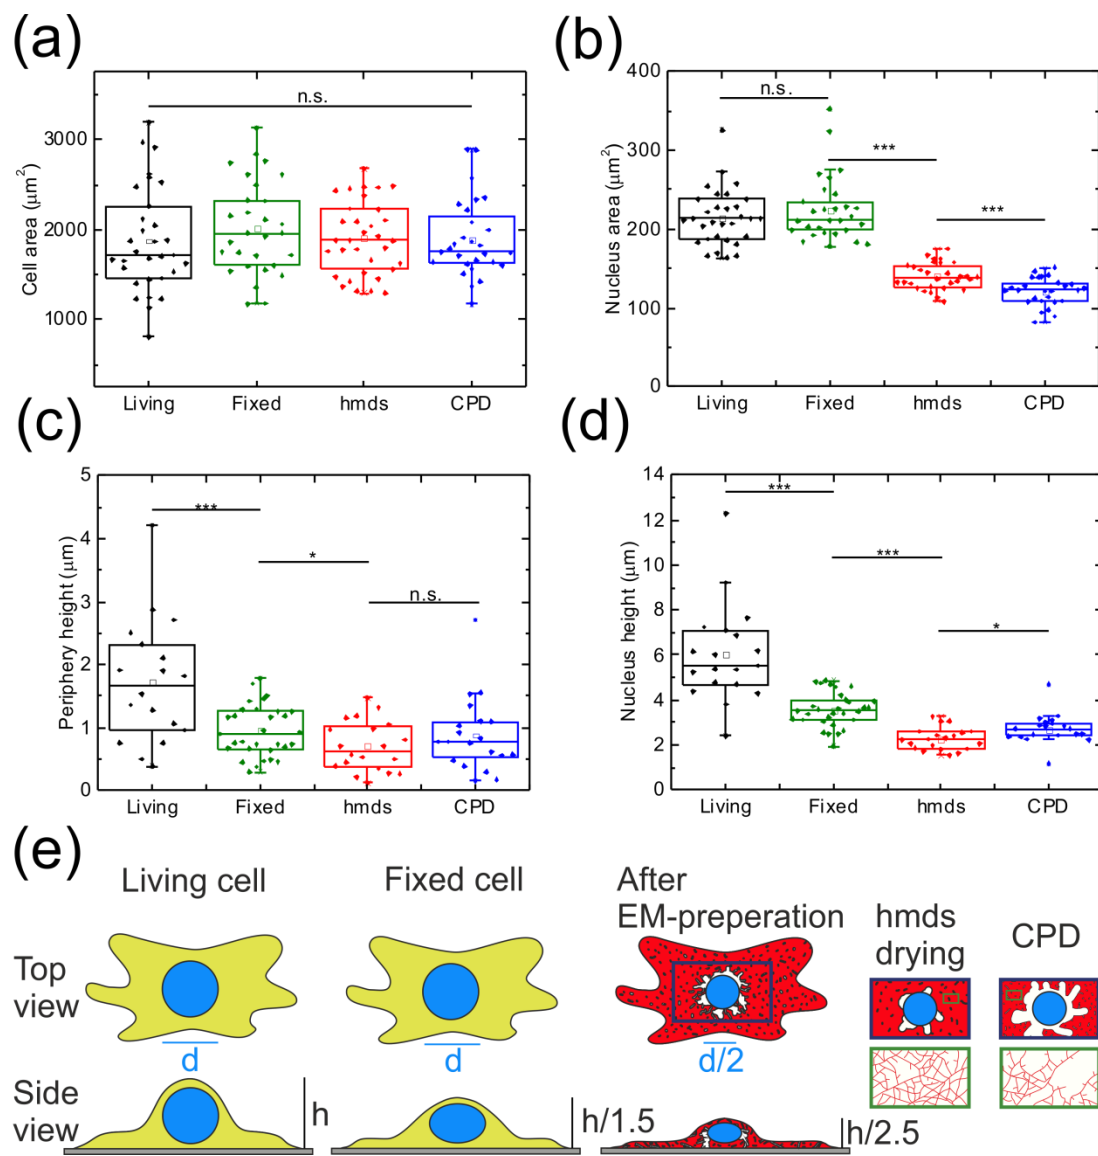 (a)
n.s.
Cell area (μm²)
3000
2000
1000
Living Fixed hmds CPD
(b)
n.s.
***
***
Nucleus area (μm²)
400
300
200
100
0
Living Fixed hmds CPD
(c)
***
*
n.s.
Periphery height (μm)
5
4
3
2
1
0
Living Fixed hmds CPD
(d)
***
***
*
Nucleus height (μm)
14
12
10
8
6
4
2
0
Living Fixed hmds CPD
(e)
Living cell
Fixed cell
After
EM-preperation
hmds
drying
CPD
Top
view
d
d
d/2
Side
view
h
h/1.5
h/2.5